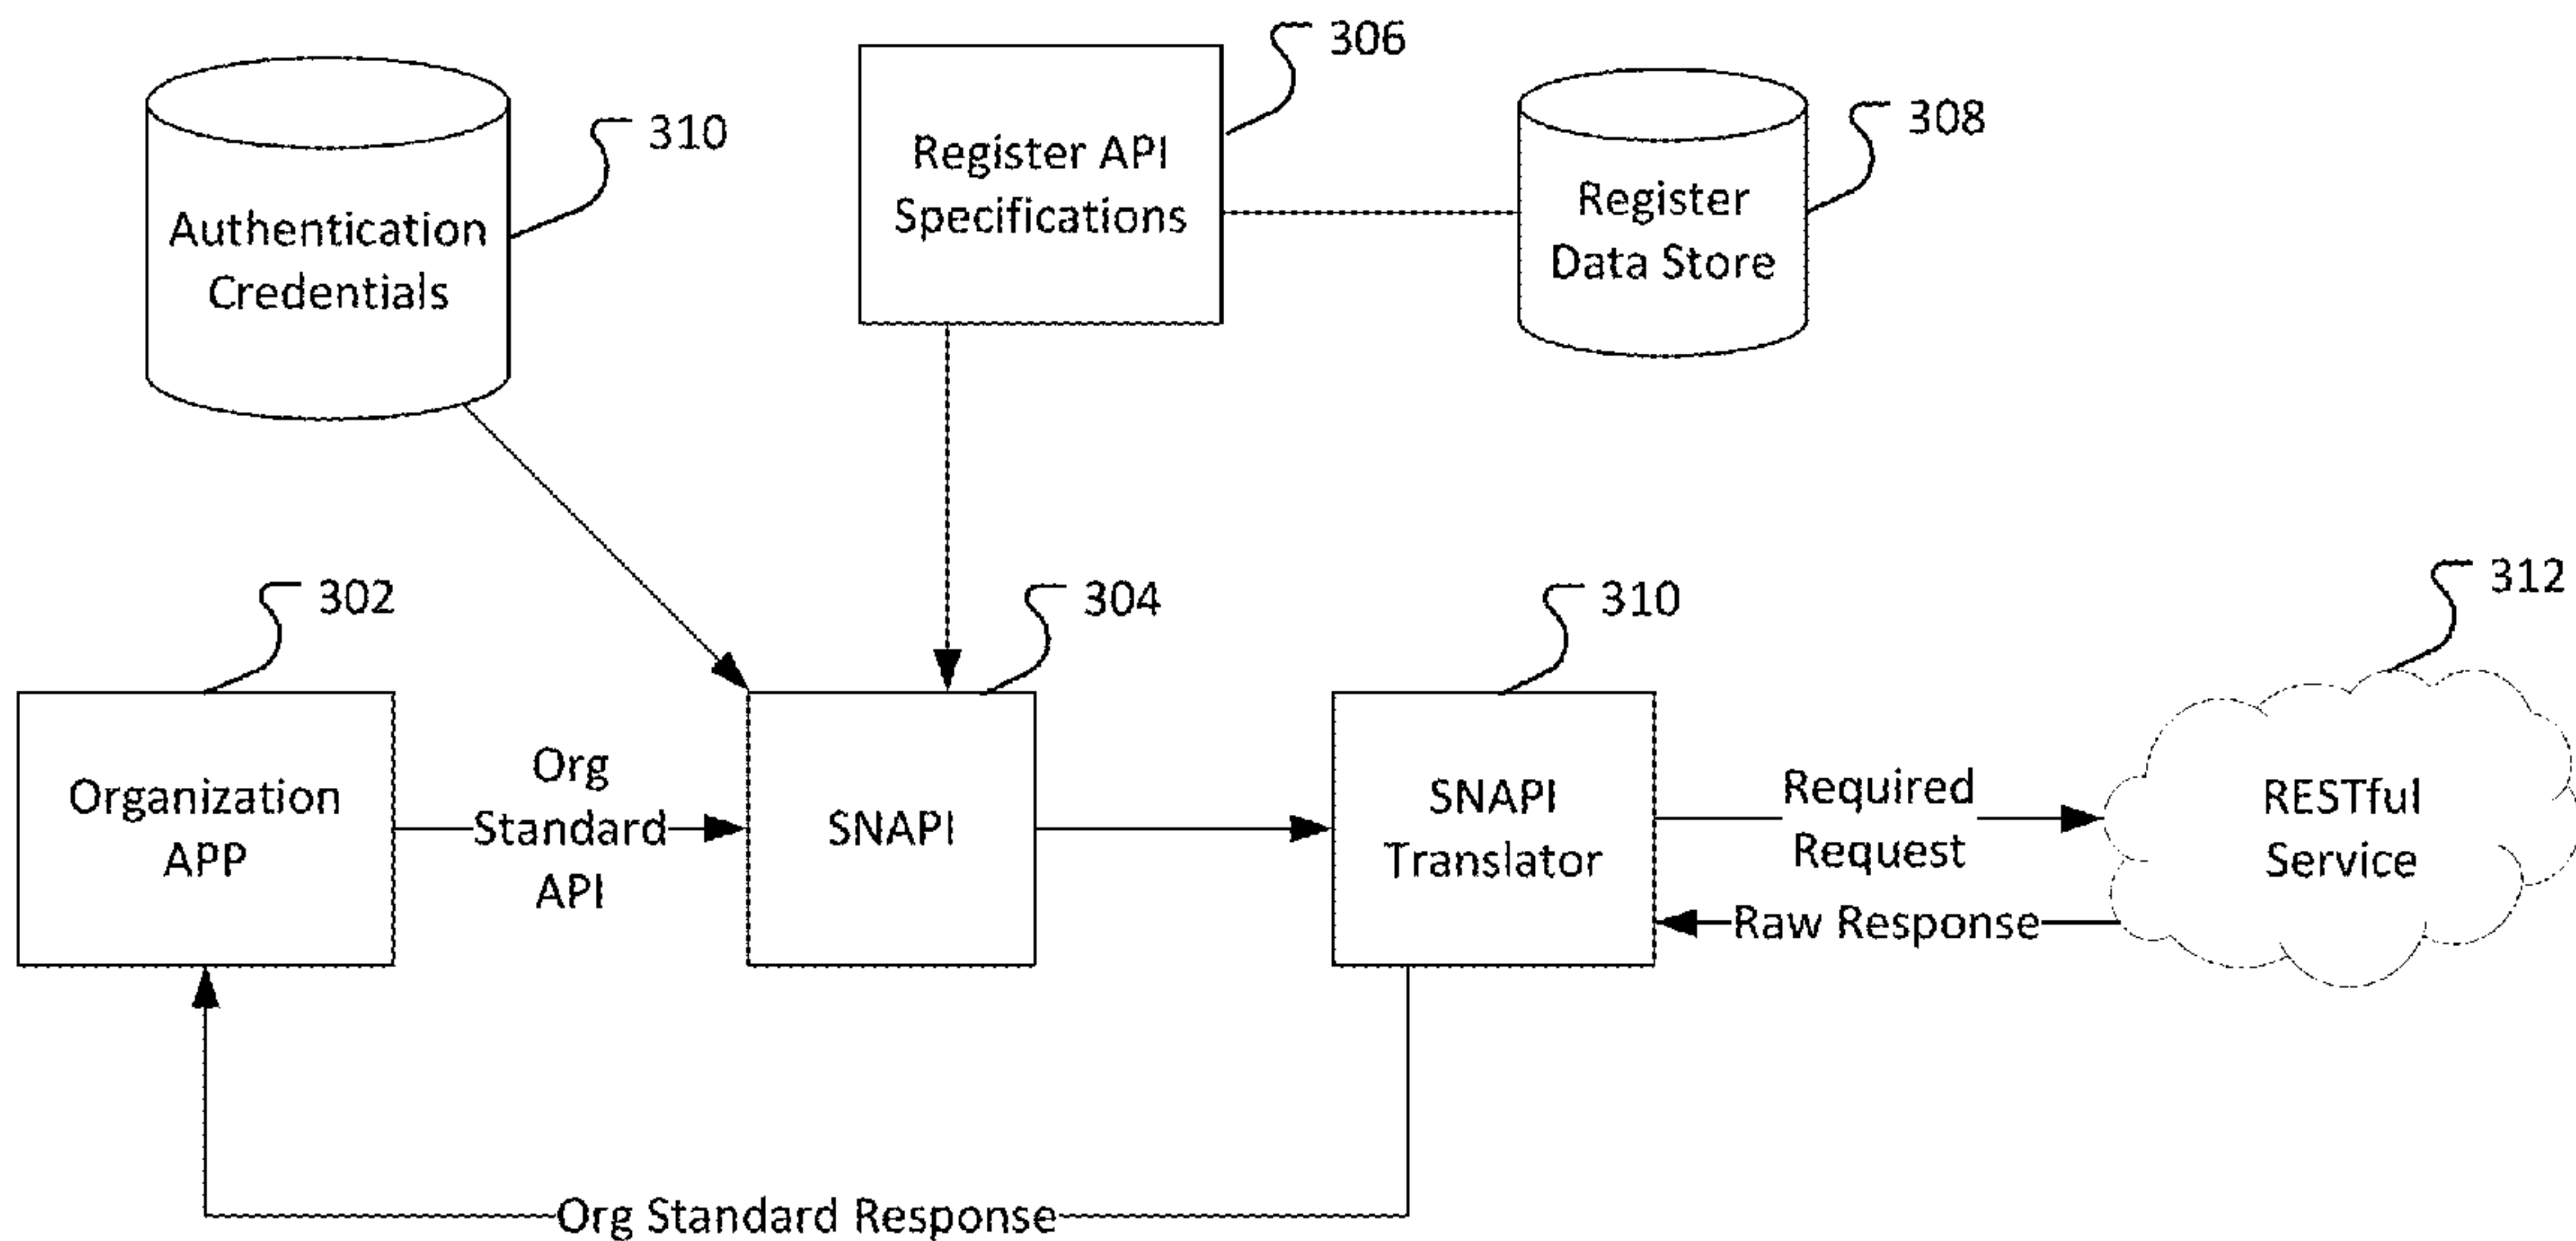 306
310
308
Register API
Specifications
Register
Data Store
Authentication
Credentials
302
304
310
312
Organization
APP
Org
Standard
API
SNAPI
SNAPI
Translator
Required
Request
Raw Response
RESTful
Service
Org Standard Response